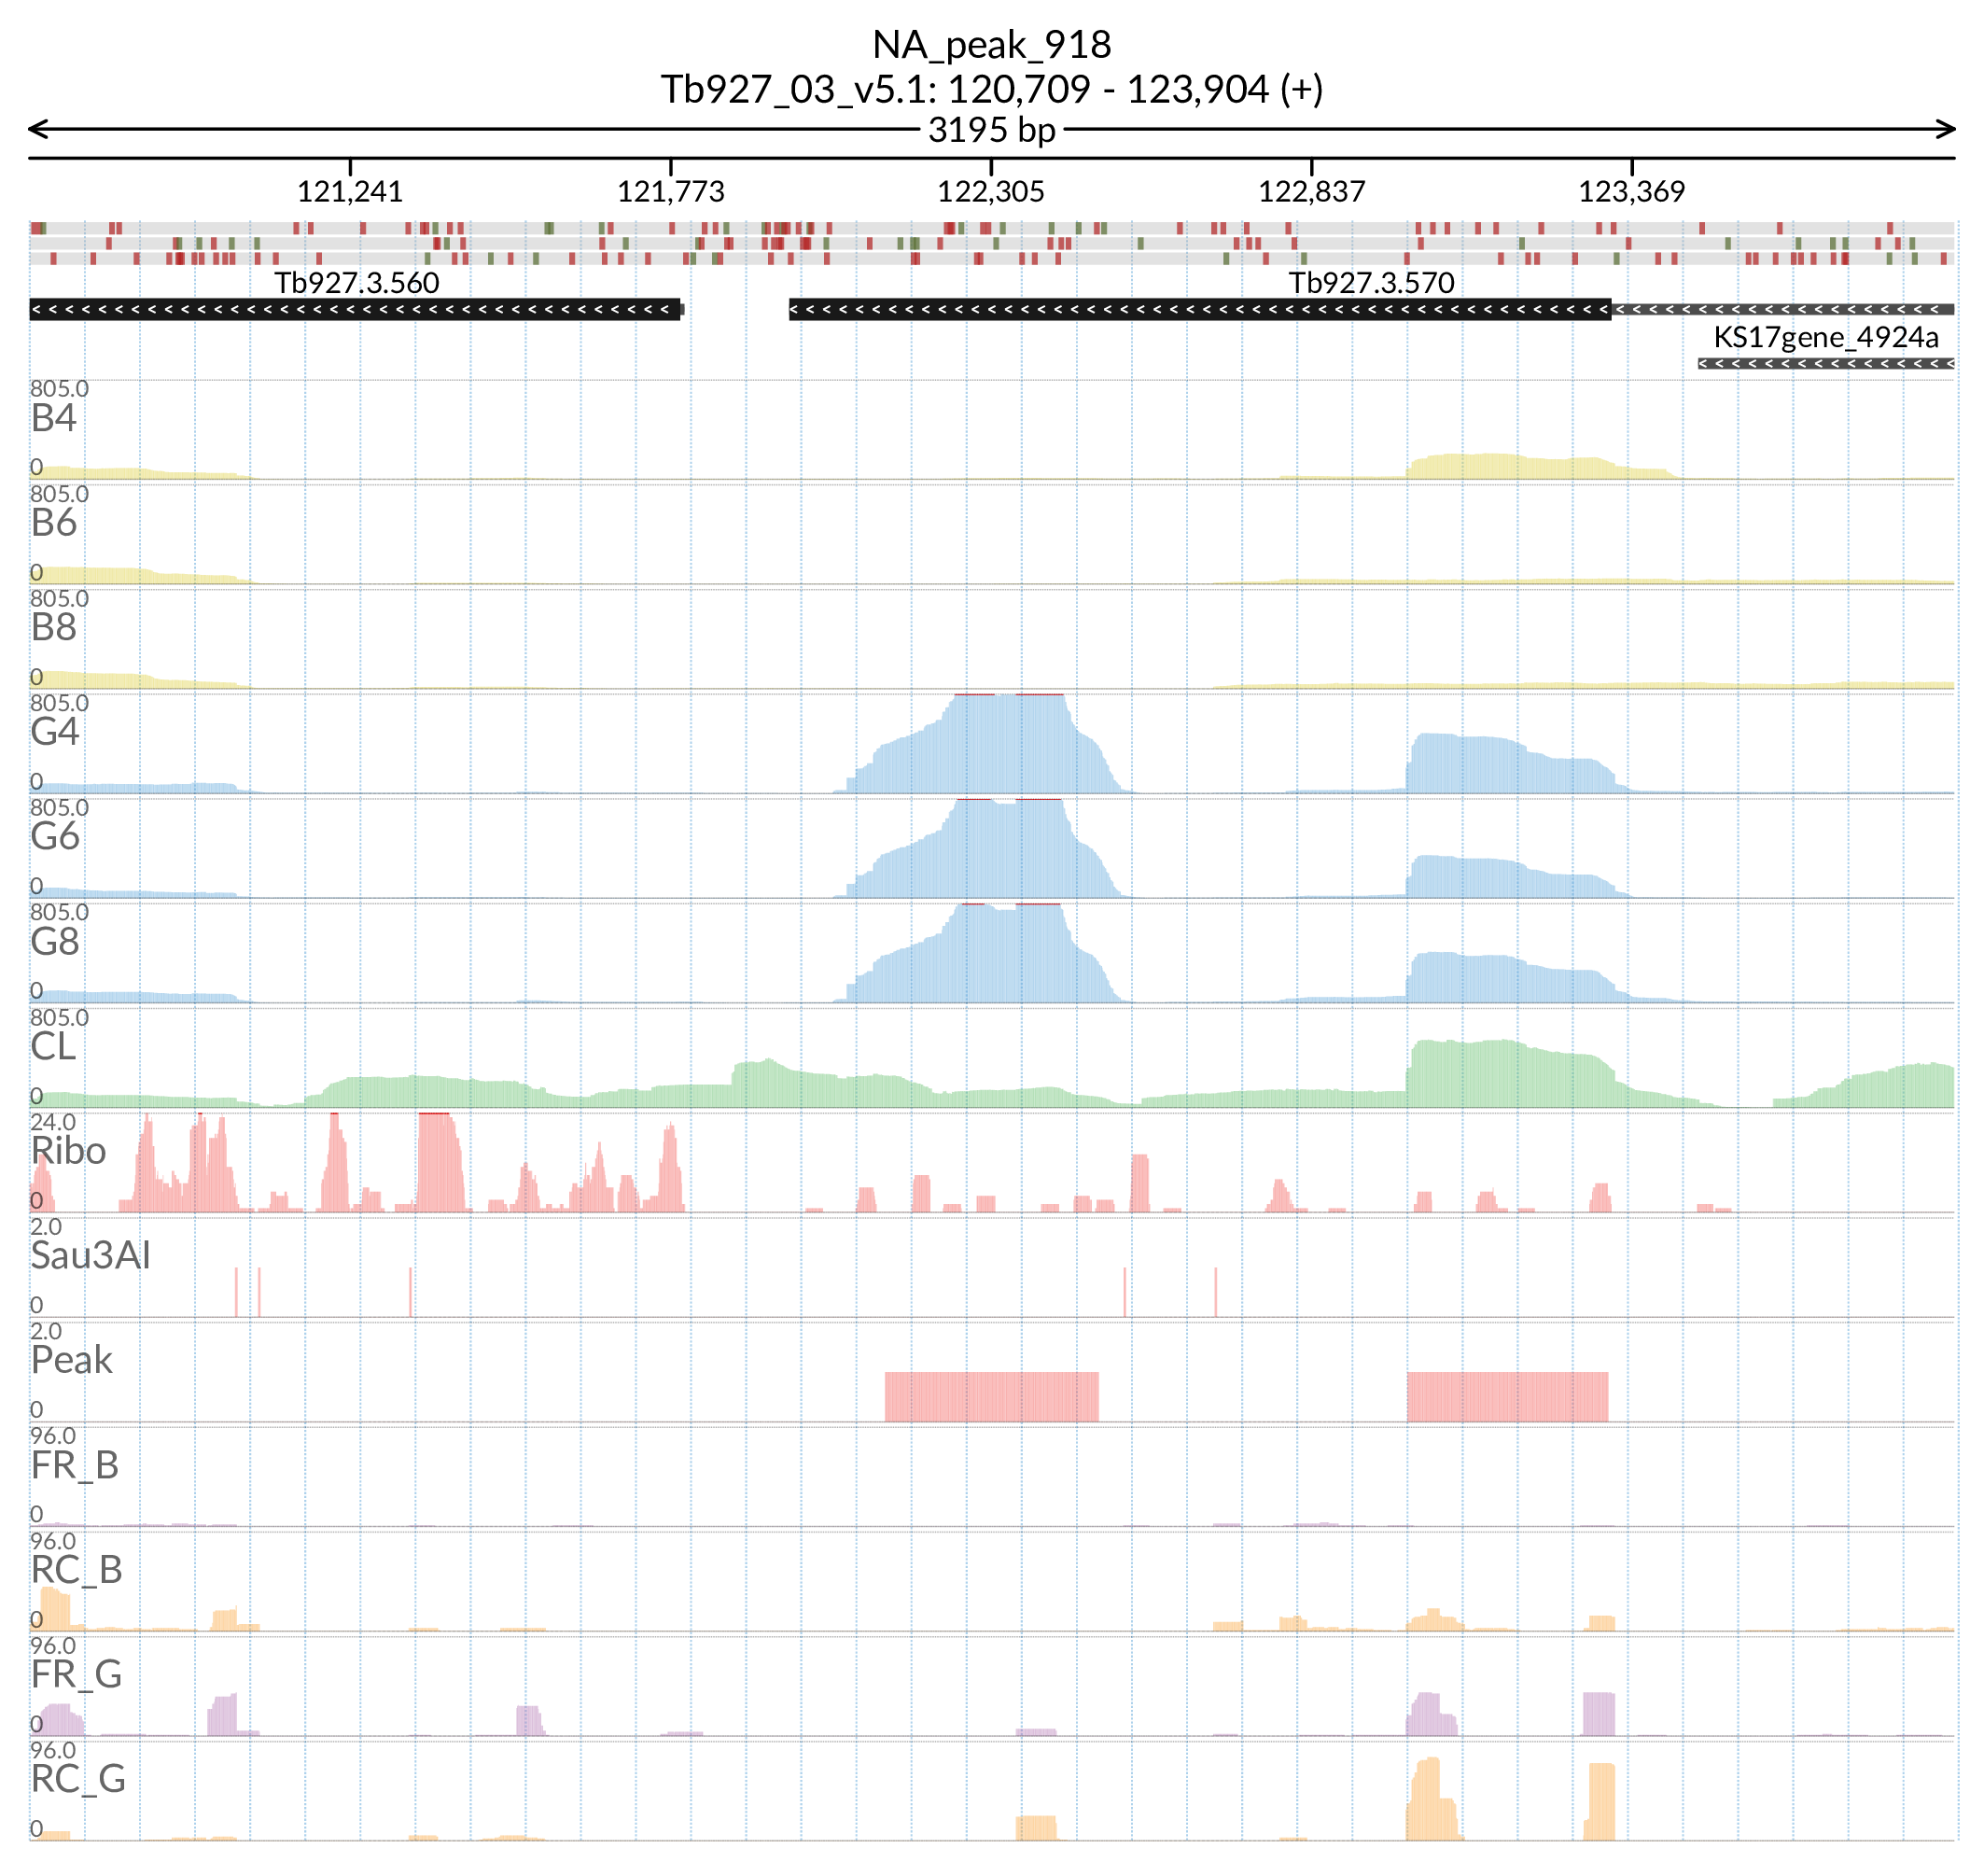 NA_peak_918
Tb927_03_v5.1: 120,709 - 123,904 (+)
3195 bp
121,241 121,773 122,305 122,837 123,369
Tb927.3.560 Tb927.3.570
KS17gene_4924a
805.0
B4
0
805.0
B6
0
805.0
B8
0
805.0
G4
0
805.0
G6
0
805.0
G8
0
805.0
CL
0
24.0
Ribo
0
2.0
Sau3AI
0
2.0
Peak
0
96.0
FR_B
0
96.0
RC_B
0
96.0
FR_G
0
96.0
RC_G
0